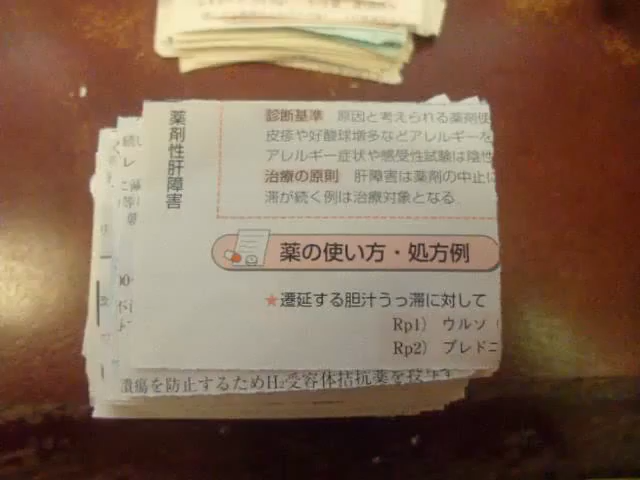 薬剤性肝障害
診断基準 原因と考えられる薬剤使
皮疹や好酸球増多などアレルギーを
アレルギー症状や感受性試験は陰性
治療の原則 肝障害は薬剤の中止に
滞が続く例は治療対象となる
薬の使い方・処方例
★遷延する胆汁うっ滞に対して
Rp1) ウルソ(
Rp2) プレドニ
潰瘍を防止するためH₂受容体拮抗薬を投与す